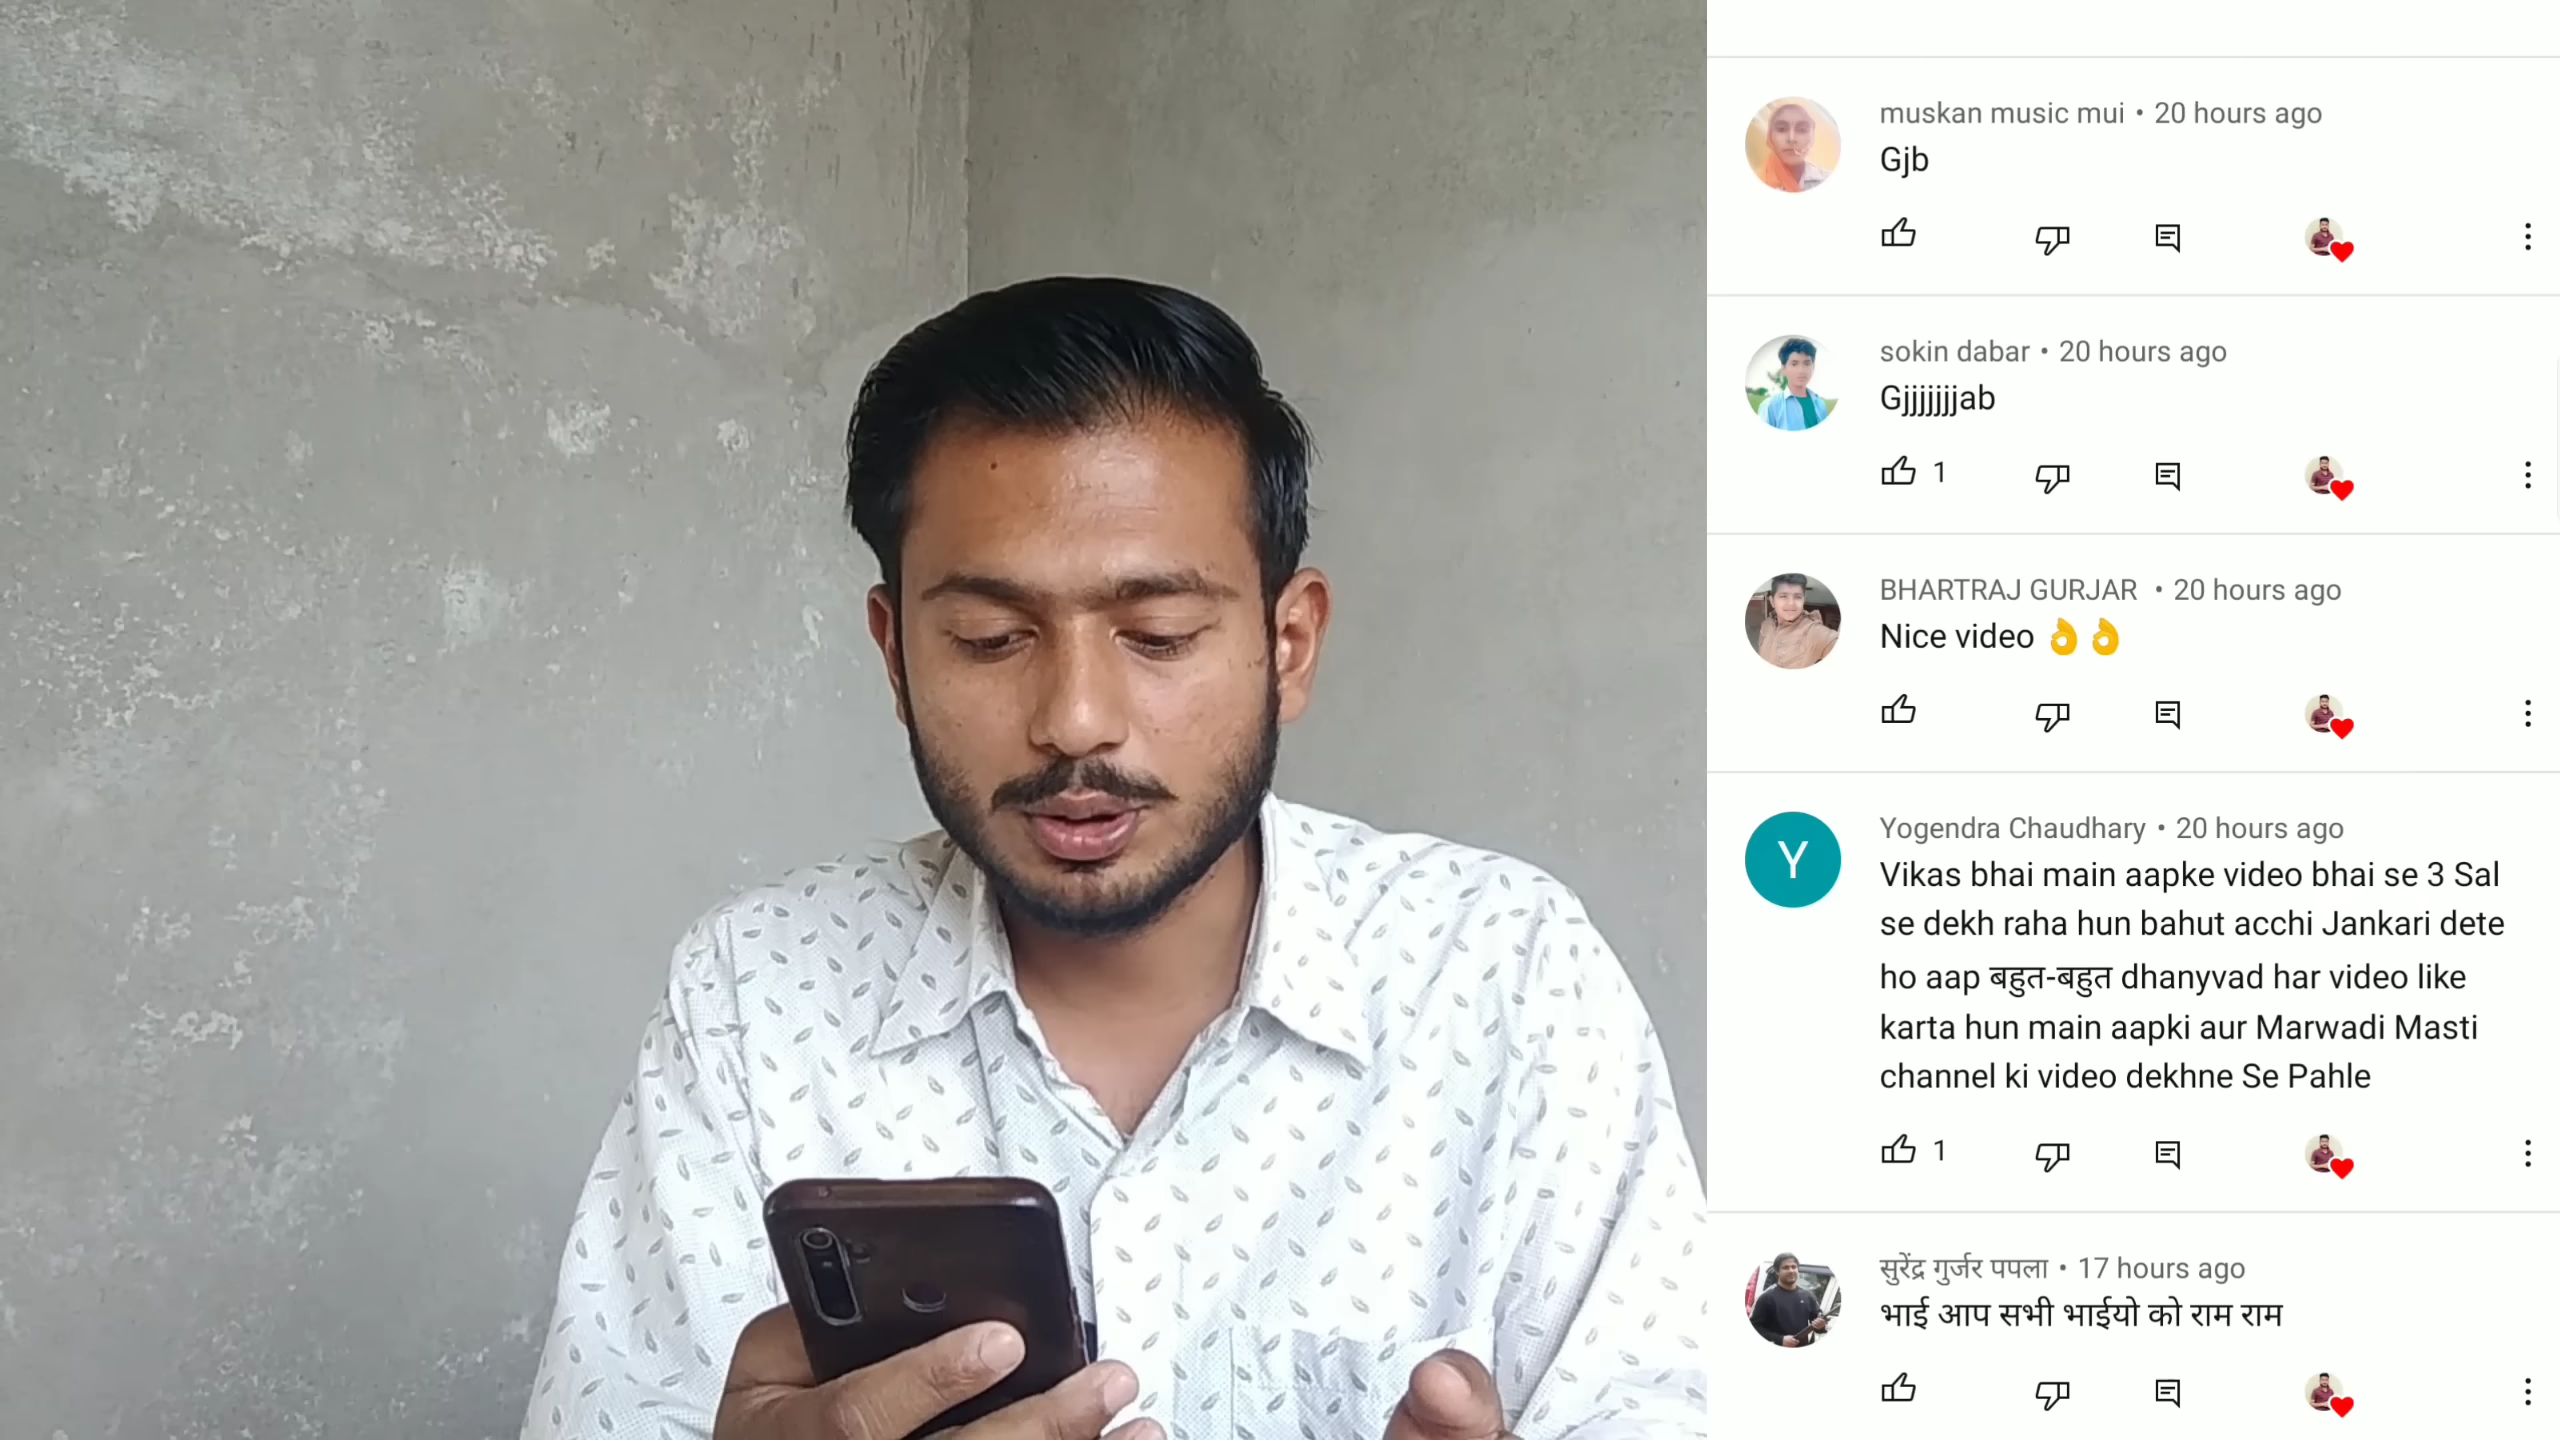 muskan music mui • 20 hours ago
Gjb
sokin dabar • 20 hours ago
Gjjjjjjjab
1
BHARTRAJ GURJAR • 20 hours ago
Nice video 👌👌
Y
Yogendra Chaudhary • 20 hours ago
Vikas bhai main aapke video bhai se 3 Sal
se dekh raha hun bahut acchi Jankari dete
ho aap बहुत-बहुत dhanyvad har video like
karta hun main aapki aur Marwadi Masti
channel ki video dekhne Se Pahle
1
सुरेंद्र गुर्जर पपला • 17 hours ago
भाई आप सभी भाईयो को राम राम